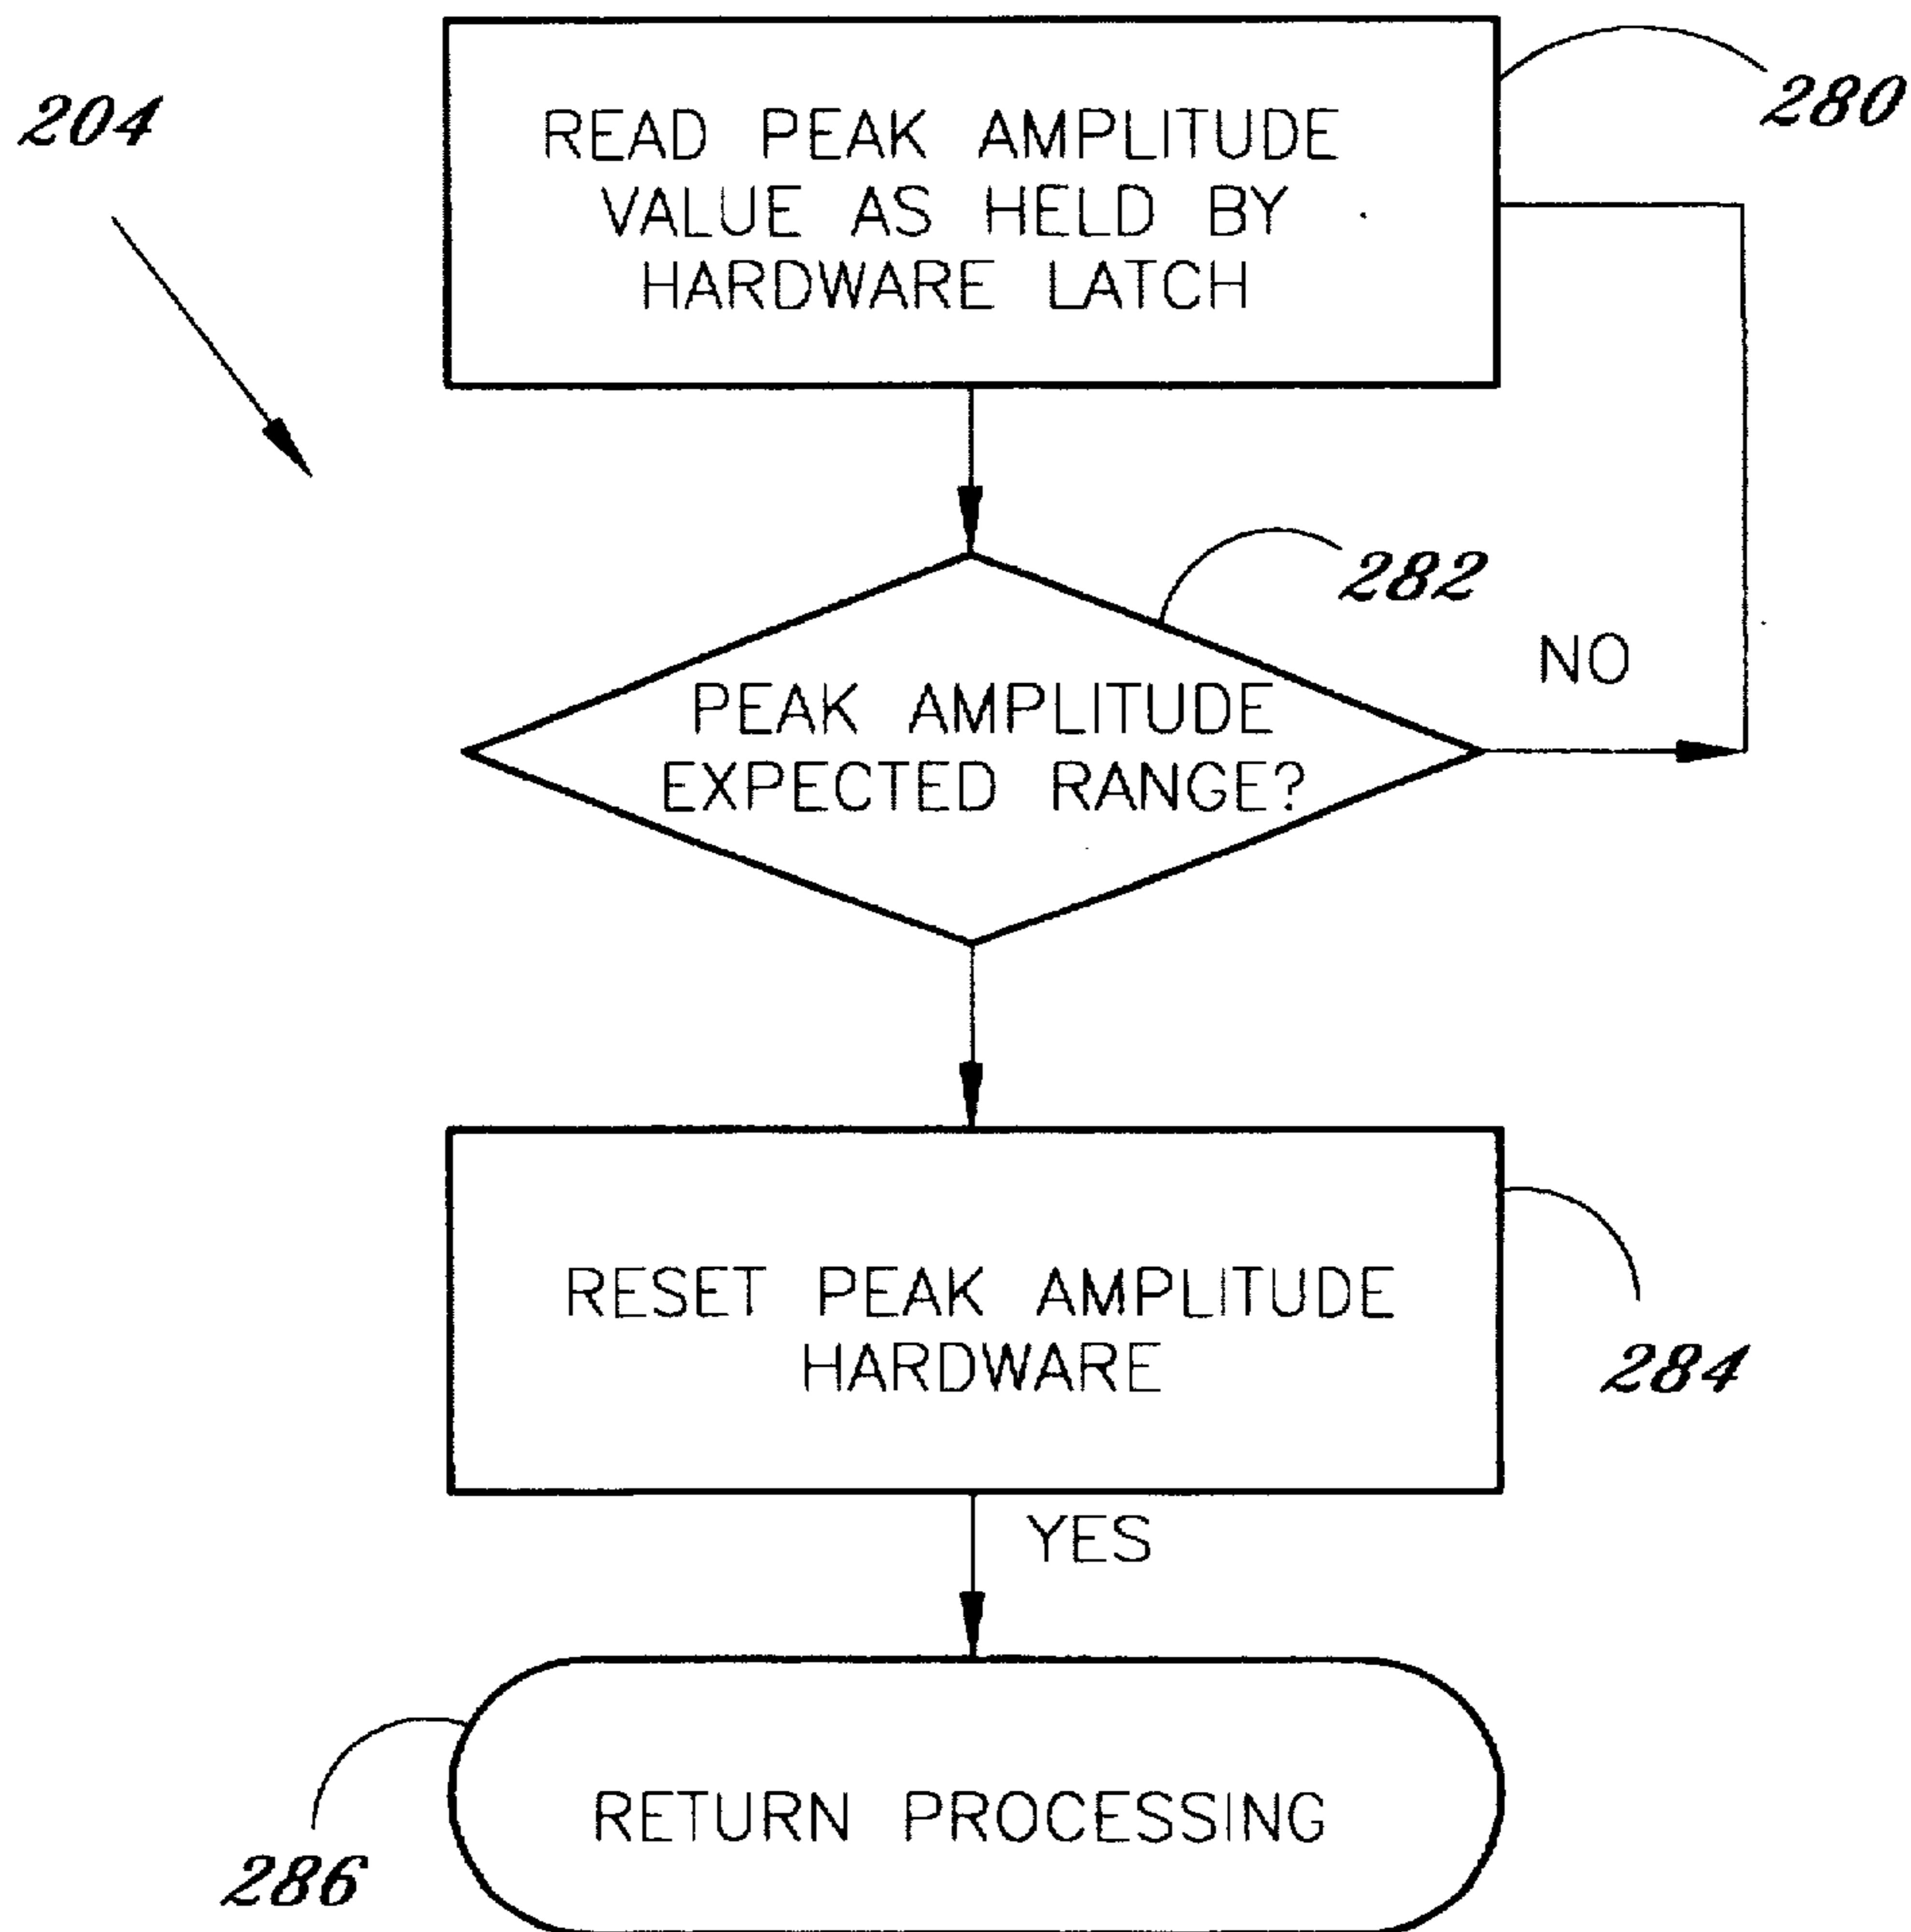 204
280
READ PEAK AMPLITUDE
VALUE AS HELD BY
HARDWARE LATCH
282
NO
PEAK AMPLITUDE
EXPECTED RANGE?
RESET PEAK AMPLITUDE
HARDWARE
284
YES
RETURN PROCESSING
286